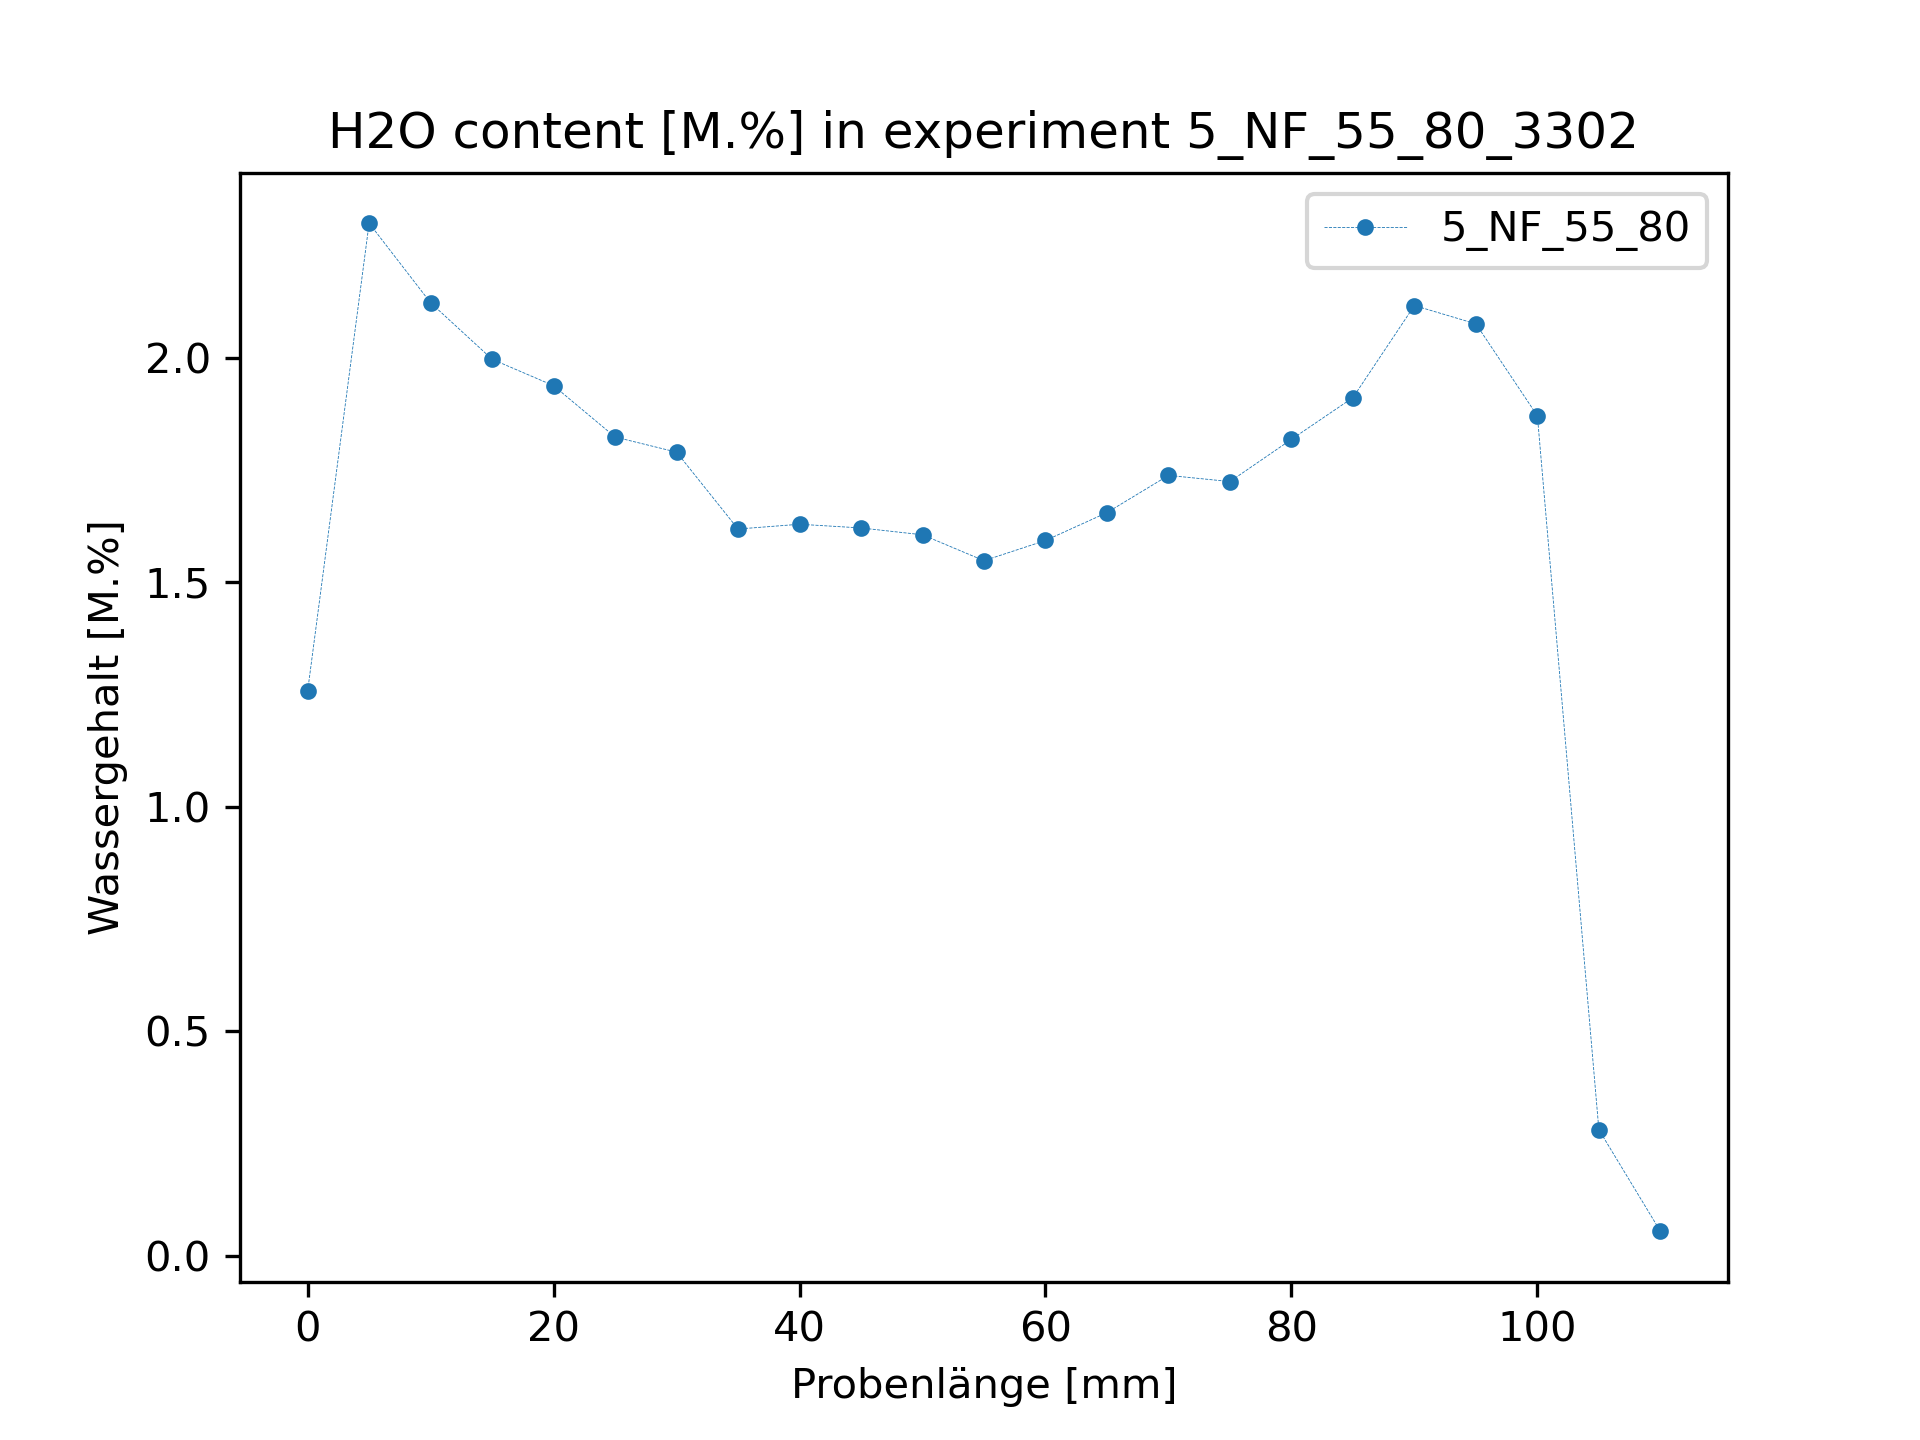 H2O content [M.%] in experiment 5_NF_55_80_3302
5_NF_55_80
Wassergehalt [M.%]
2.0
1.5
1.0
0.5
0.0
0 20 40 60 80 100
Probenlänge [mm]